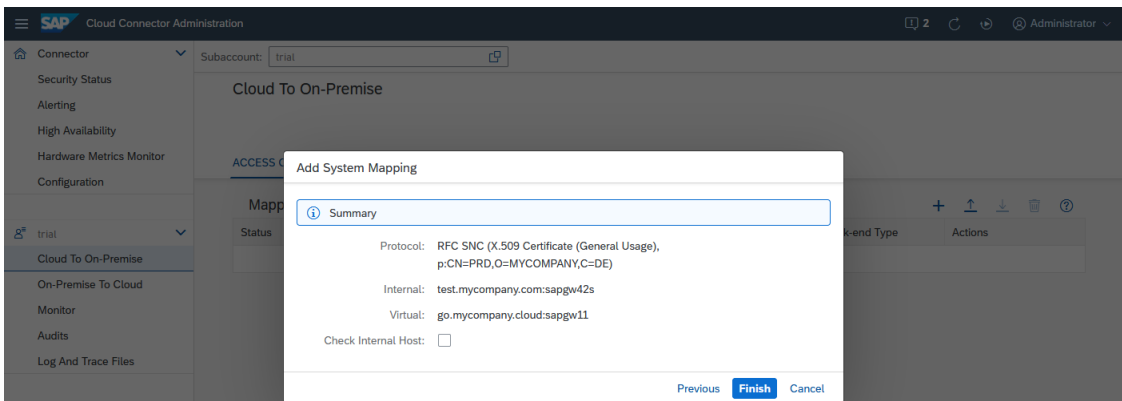 SAP Cloud Connector Administration
2
Administrator
Connector
Security Status
Alerting
High Availability
Hardware Metrics Monitor
Configuration
trial
Cloud To On-Premise
On-Premise To Cloud
Monitor
Audits
Log And Trace Files
Subaccount: trial
Cloud To On-Premise
ACCESS C
Mapp
Status
k-end Type
Actions
Add System Mapping
Summary
Protocol: RFC SNC (X.509 Certificate (General Usage),
p:CN=PRD,O=MYCOMPANY,C=DE)
Internal: test.mycompany.com:sapgw42s
Virtual: go.mycompany.cloud:sapgw11
Check Internal Host:
Previous Finish Cancel